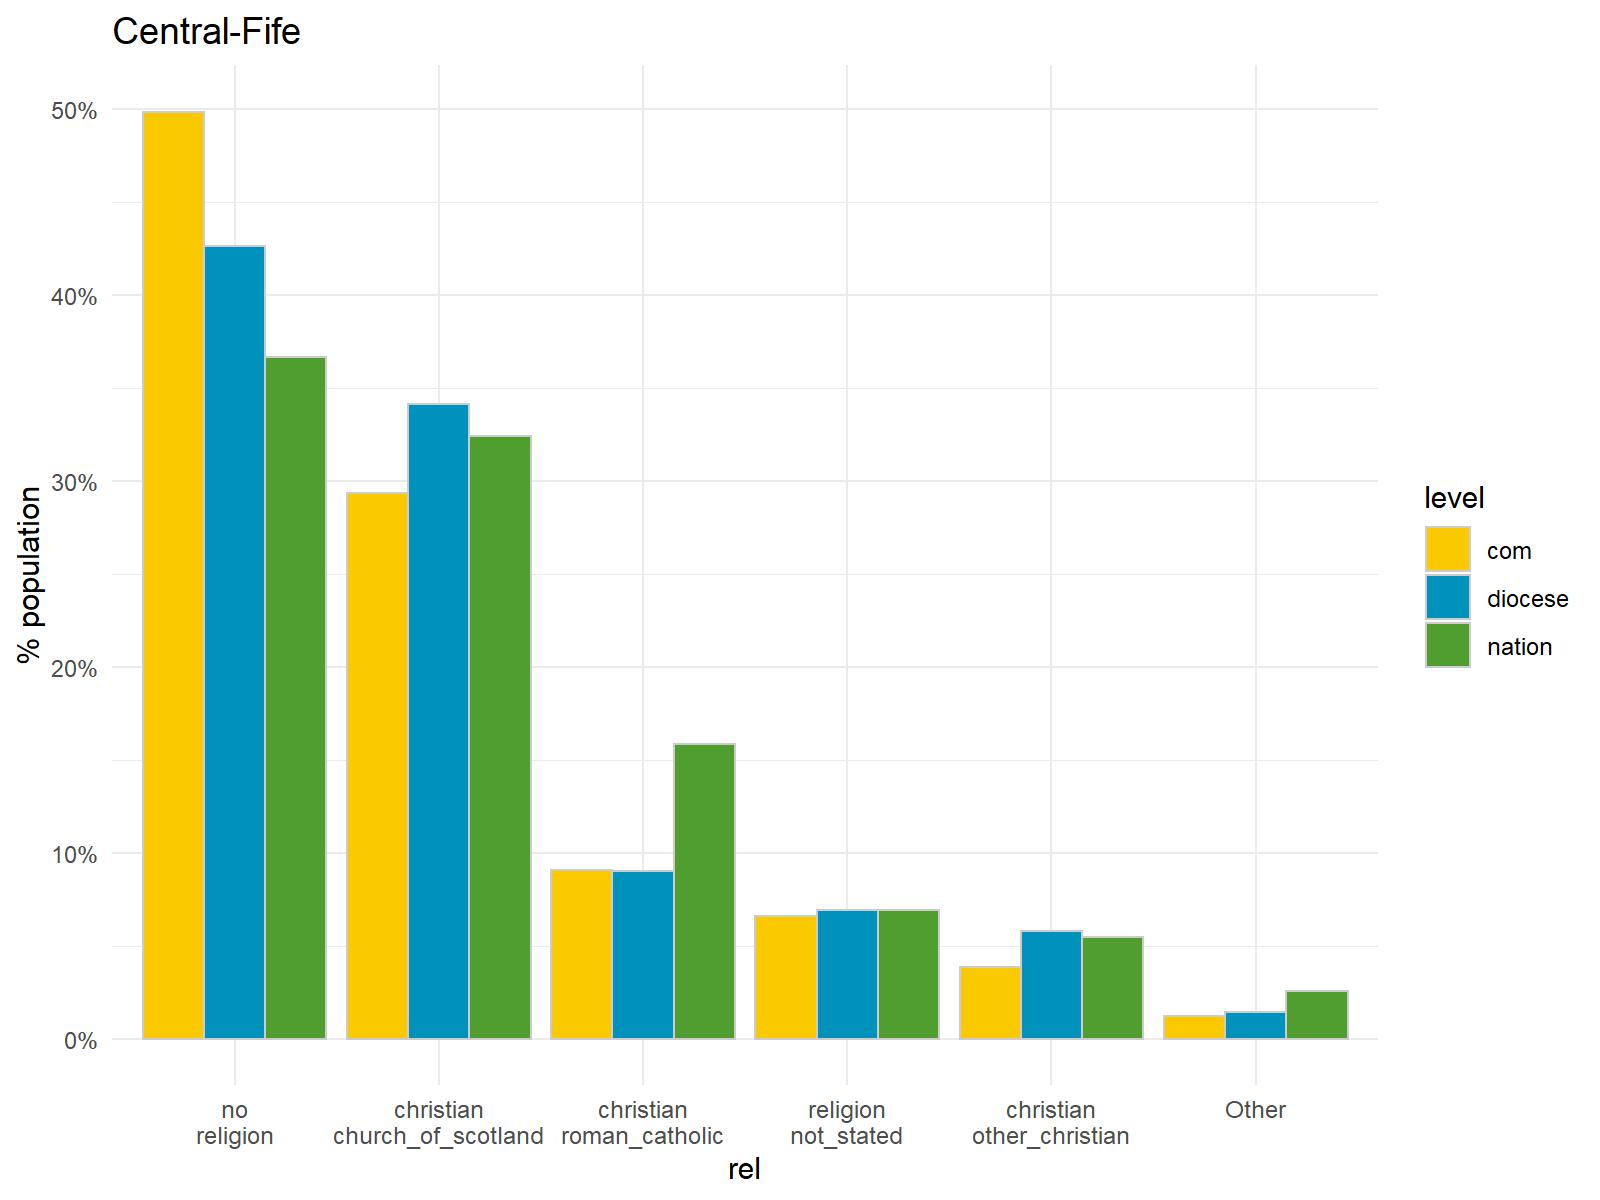 Central-Fife
% population
50%
40%
30%
20%
10%
0%
no
religion
christian
church_of_scotland
christian
roman_catholic
religion
not_stated
christian
other_christian
Other
rel
level
com
diocese
nation